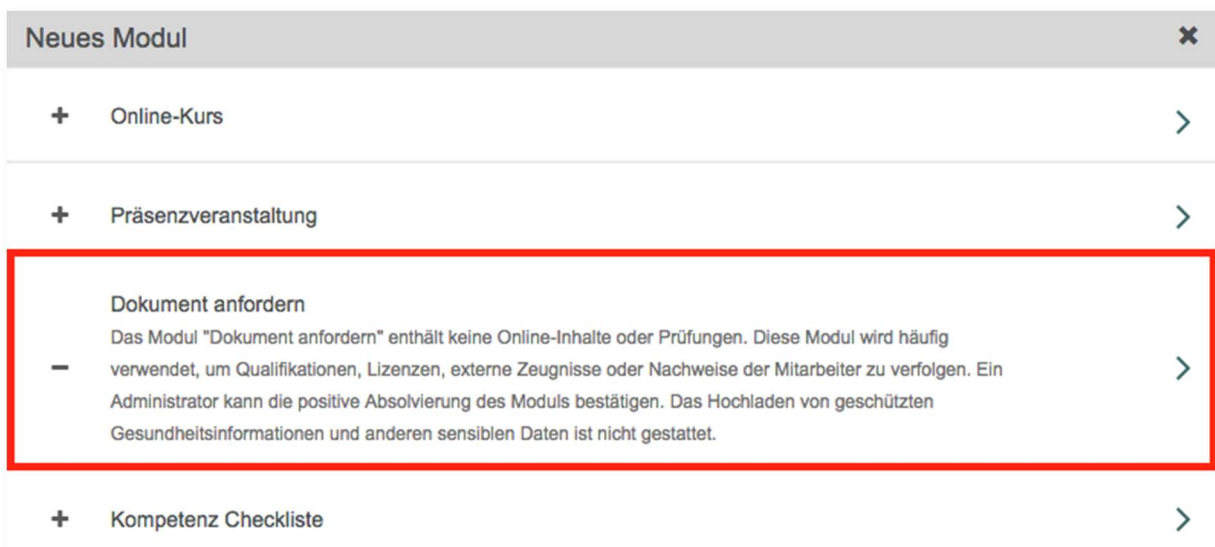 Neues Modul
Online-Kurs
Präsenzveranstaltung
Dokument anfordern
Das Modul "Dokument anfordern" enthält keine Online-Inhalte oder Prüfungen. Diese Modul wird häufig
verwendet, um Qualifikationen, Lizenzen, externe Zeugnisse oder Nachweise der Mitarbeiter zu verfolgen. Ein
Administrator kann die positive Absolvierung des Moduls bestätigen. Das Hochladen von geschützten
Gesundheitsinformationen und anderen sensiblen Daten ist nicht gestattet.
Kompetenz Checkliste